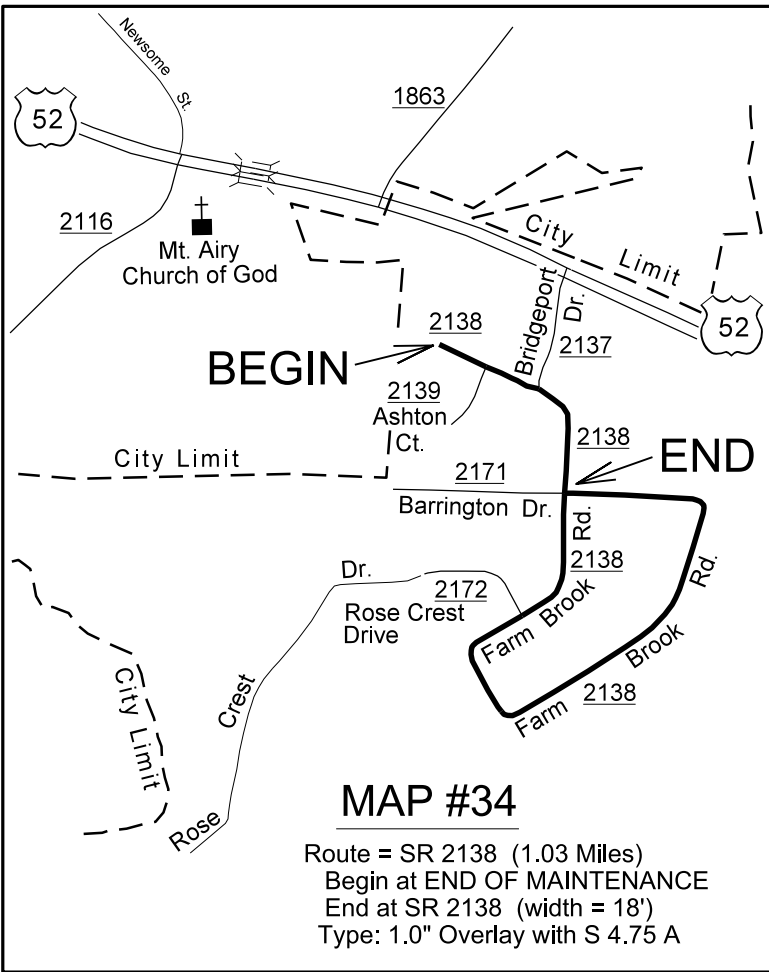 Newsome
St.
52
1863
2116
Mt. Airy
Church of God
City
Limit
52
Bridgeport
Dr.
2137
2138
BEGIN
2139
Ashton
Ct.
2138
END
City Limit
2171
Barrington Dr.
Rd.
2138
Rd.
Dr.
2172
Rose Crest
Drive
Farm Brook
Farm Brook
2138
Crest
Rose
City Limit
MAP #34
Route = SR 2138 (1.03 Miles)
Begin at END OF MAINTENANCE
End at SR 2138 (width = 18')
Type: 1.0" Overlay with S 4.75 A